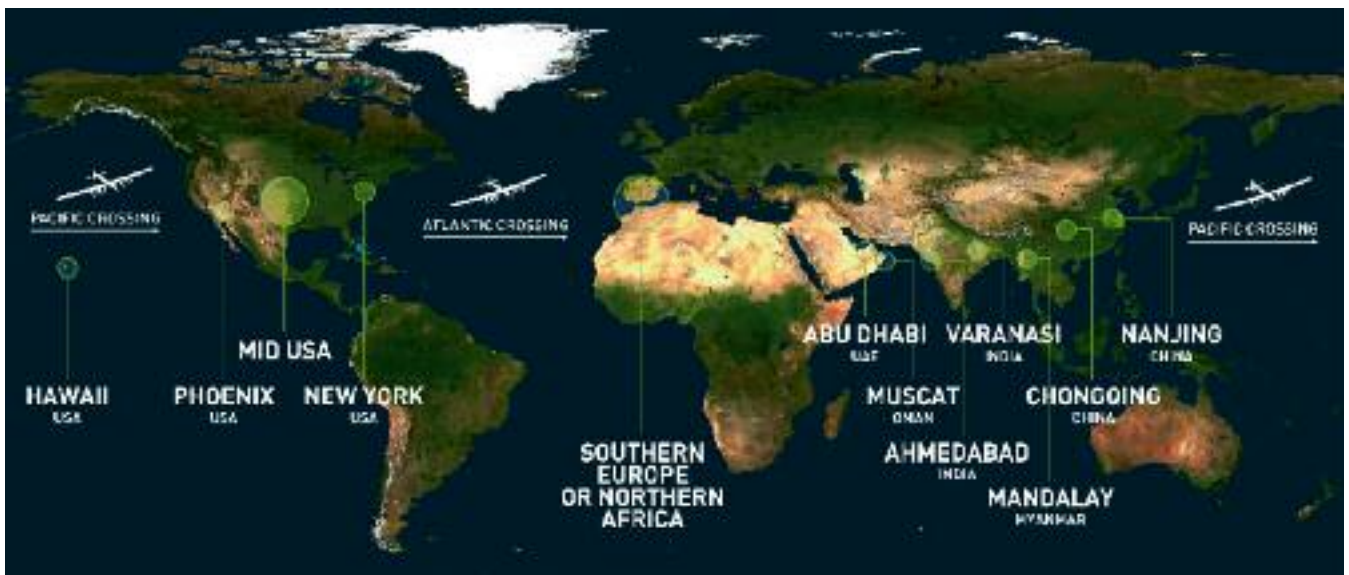 PACIFIC CROSSING
ATLANTIC CROSSING
PACIFIC CROSSING
HAWAII
USA
PHOENIX
USA
MID USA
NEW YORK
USA
SOUTHERN
EUROPE
OR NORTHERN
AFRICA
ABU DHABI
UAE
MUSCAT
OMAN
AHMEDABAD
INDIA
VARANASI
INDIA
MANDALAY
MYANMAR
CHONGQING
CHINA
NANJING
CHINA